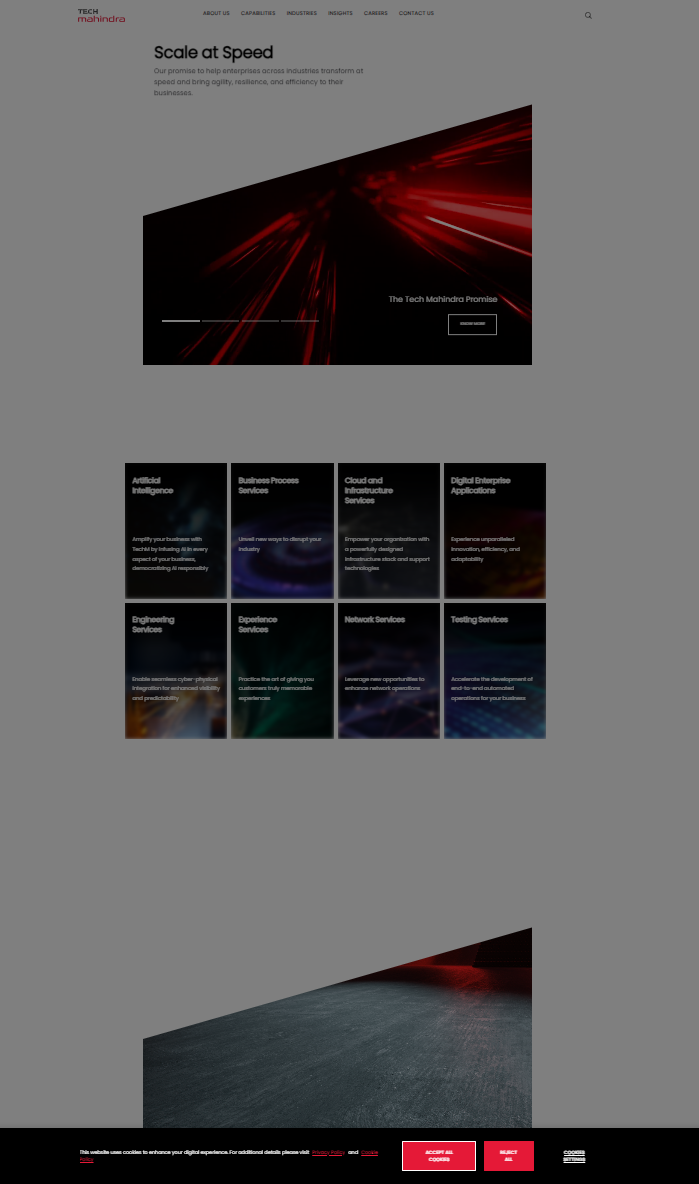 TECH
mahindra
ABOUT US CAPABILITIES INDUSTRIES INSIGHTS CAREERS CONTACT US
Scale at Speed
Our promise to help enterprises across industries transform at
speed and bring agility, resilience, and efficiency to their
businesses.
The Tech Mahindra Promise
KNOW MORE
Artificial
Intelligence
Amplify your business with
TechM by infusing AI in every
aspect of your business,
democratizing AI responsibly
Business Process
Services
Unveil new ways to disrupt your
industry
Cloud and
Infrastructure
Services
Empower your organization with
a powerfully designed
infrastructure stack and support
technologies
Digital Enterprise
Applications
Experience unparalleled
innovation, efficiency, and
adaptability
Engineering
Services
Enable seamless cyber-physical
integration for enhanced visibility
and predictability
Experience
Services
Practice the art of giving you
customers truly memorable
experiences
Network Services
Leverage new opportunities to
enhance network operations
Testing Services
Accelerate the development of
end-to-end automated
operations for your business
This website uses cookies to enhance your digital experience. For additional details please visit Privacy Policy and Cookie
Policy
ACCEPT ALL
COOKIES
REJECT
ALL
COOKIES
SETTINGS